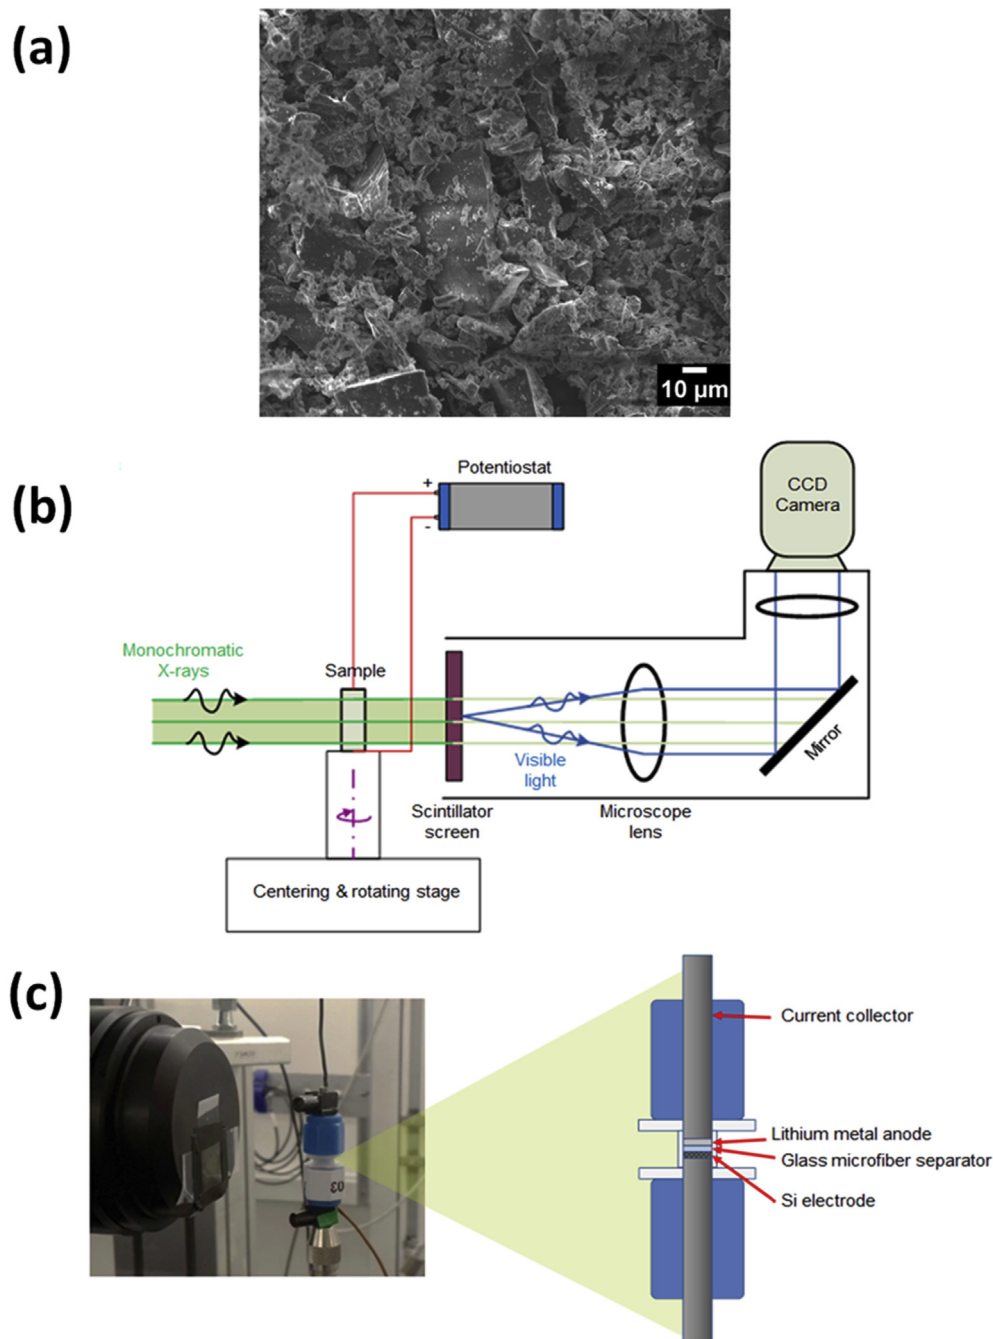 (a)
10 µm
(b)
Potentiostat
+
-
CCD
Camera
Monochromatic
X-rays
Sample
Visible
light
Mirror
Scintillator
screen
Microscope
lens
Centering & rotating stage
(c)
03
Current collector
Lithium metal anode
Glass microfiber separator
Si electrode